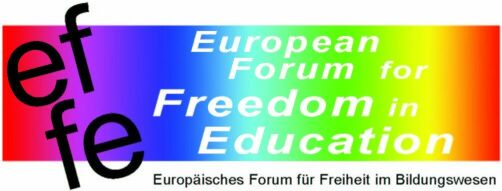 ef
fe
European
Forum for
Freedom in
Education
Europäisches Forum für Freiheit im Bildungswesen